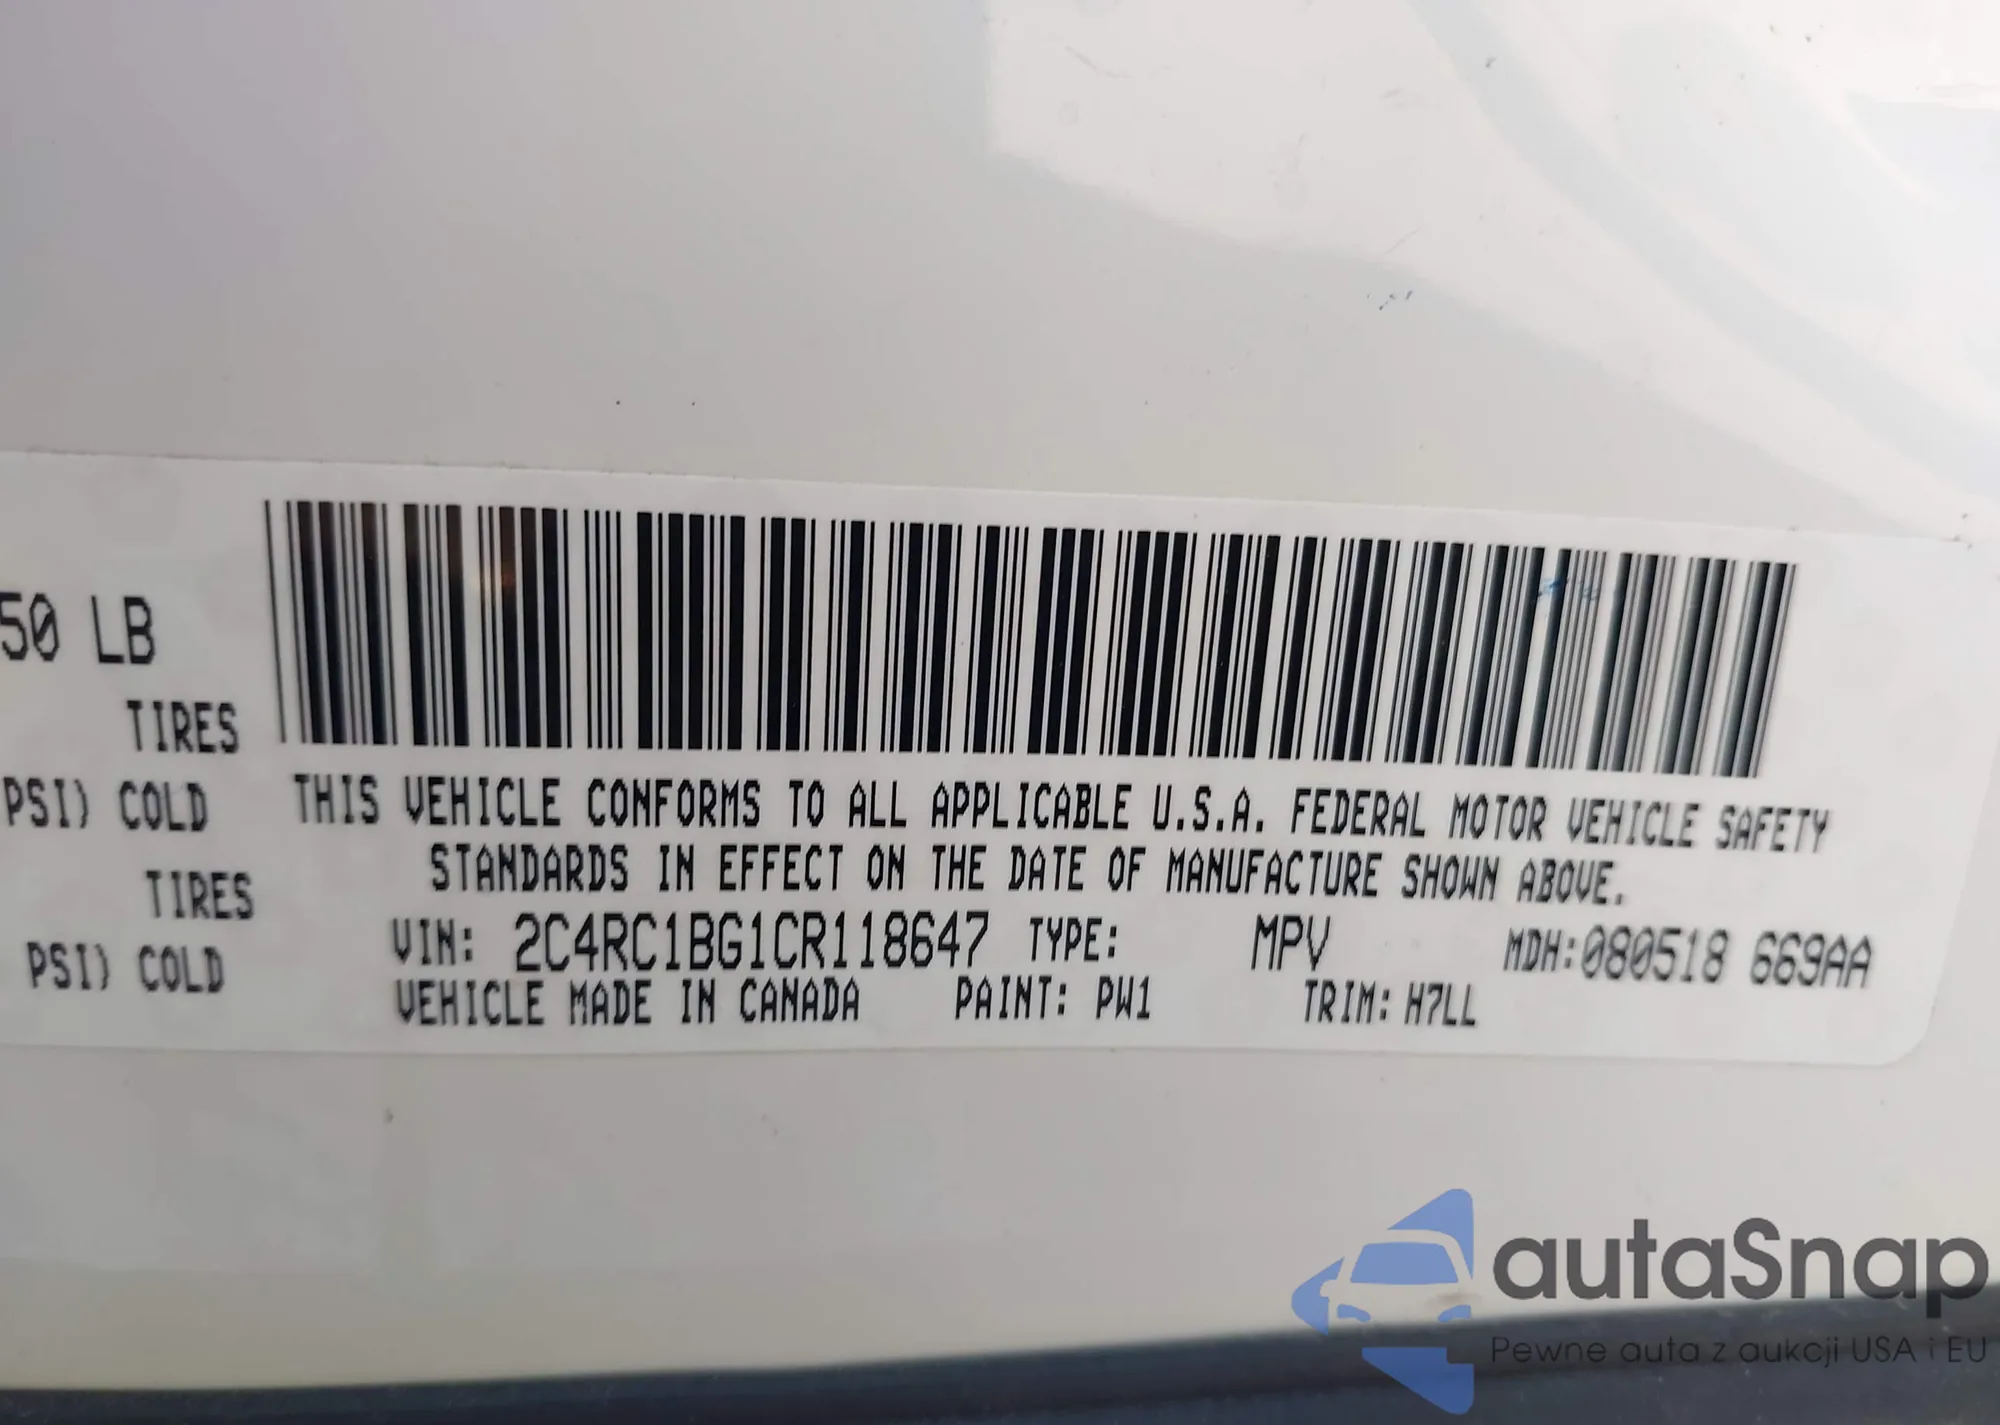 50 LB
TIRES
PSI) COLD
TIRES
PSI) COLD
THIS VEHICLE CONFORMS TO ALL APPLICABLE U.S.A. FEDERAL MOTOR VEHICLE SAFETY
STANDARDS IN EFFECT ON THE DATE OF MANUFACTURE SHOWN ABOVE.
VIN: 2C4RC1BG1CR118647 TYPE: MPV MDH:080518 669AA
VEHICLE MADE IN CANADA PAINT: PW1 TRIM: H7LL
autaSnap
Pewne auta z aukcji USA i EU